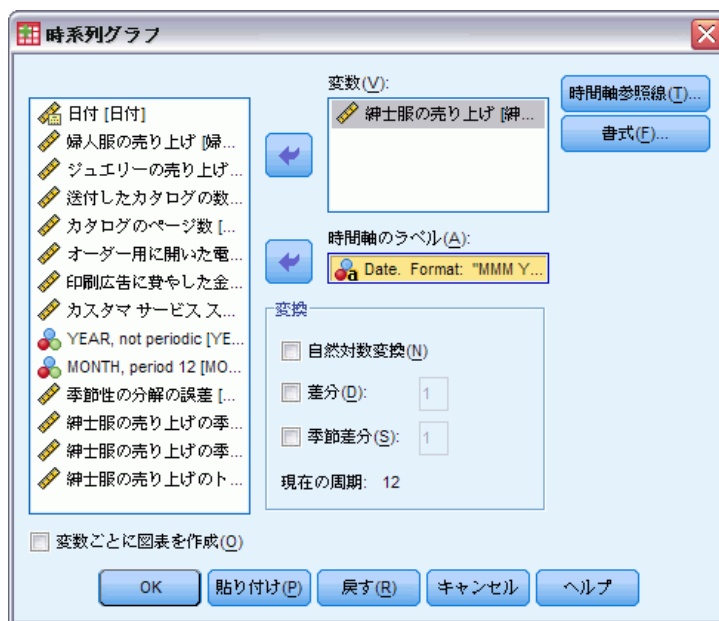 時系列グラフ
日付 [日付]
婦人服の売り上げ [婦...
ジュエリーの売り上げ...
送付したカタログの数...
カタログのページ数 [...
オーダー用に開いた電...
印刷広告に費やした金...
カスタマ サービス ス...
YEAR, not periodic [YE...
MONTH, period 12 [MO...
季節性の分解の誤差 [...
紳士服の売り上げの季...
紳士服の売り上げの季...
紳士服の売り上げのト...
変数(V):
紳士服の売り上げ [紳...
時間軸のラベル(A):
Date. Format: "MMM Y...
変換
自然対数変換(N)
差分(D): 1
季節差分(S): 1
現在の周期: 12
時間軸参照線(T)...
書式(F)...
変数ごとに図表を作成(O)
OK 貼り付け(P) 戻す(R) キャンセル ヘルプ